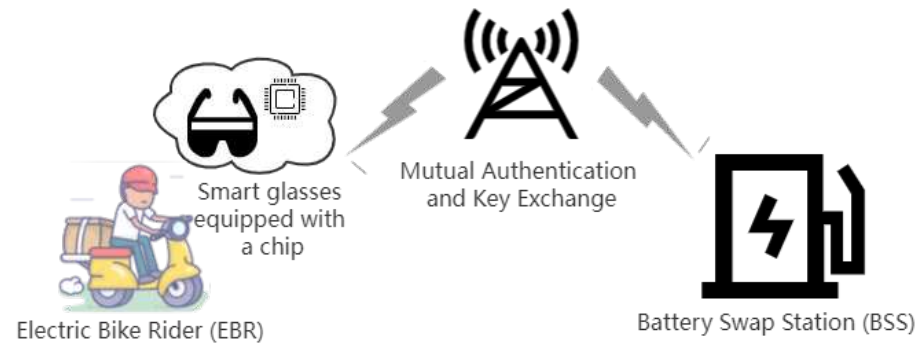 Smart glasses
equipped with
a chip
Mutual Authentication
and Key Exchange
Electric Bike Rider (EBR)
Battery Swap Station (BSS)